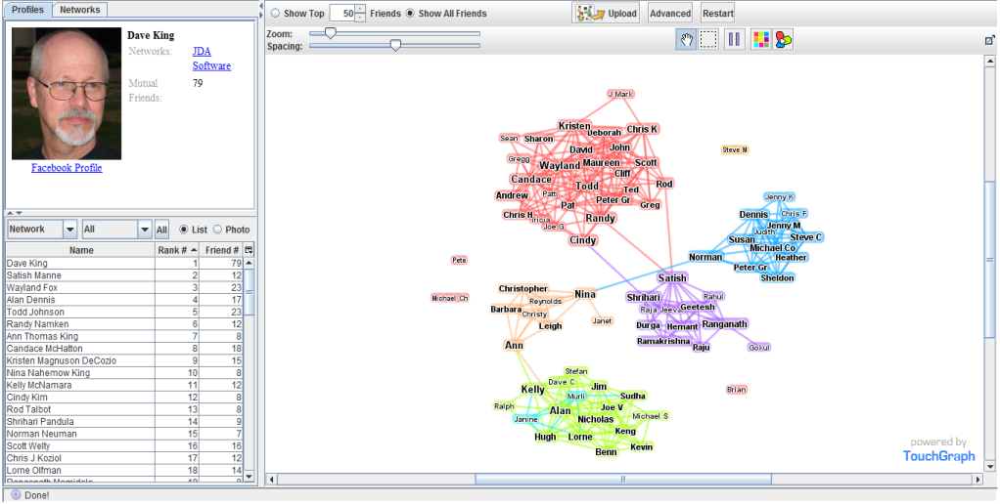 Profiles Networks
Dave King
Networks: JDA Software
Mutual Friends: 79
Facebook Profile
Network All All List Photo
Name Rank # Friend #
Dave King 1 79
Satish Manne 2 12
Wayland Fox 3 23
Alan Dennis 4 17
Todd Johnson 5 23
Randy Namken 6 12
Ann Thomas King 7 8
Candace McHatton 8 18
Kristen Magnuson DeCozio 9 15
Nina Nahemow King 10 8
Kelly McNamara 11 12
Cindy Kim 12 8
Rod Talbot 13 8
Shrihari Pandula 14 9
Norman Neuman 15 7
Scott Welty 16 16
Chris J Koziol 17 12
Lorne Olfman 18 14
Done!
Show Top 50 Friends Show All Friends Upload Advanced Restart
Zoom:
Spacing:
J Mark
Kristen
Deborah
Chris K
Sean
Sharon
David
John
Gregg
Wayland
Maureen
Scott
Cliff
Candace
Todd
Rod
Ted
Andrew
Patti
Peter Gr
Pat
Greg
Chris H
Tricia
Randy
Joe G
Cindy
Steve M
Jenny K
Dennis
Chris F
Jenny M
Judith
Susan
Steve C
Michael Co
Norman
Heather
Peter Gr
Sheldon
Pete
Michael Ch
Satish
Christopher
Nina
Reynolds
Barbara
Christy
Leigh
Janet
Ann
Shrihari
Rahul
Raja Jeeva
Geetesh
Durga
Hemant
Ranganath
Ramakrishna
Raju
Gokul
Stefan
Dave C
Kelly
Jim
Murli
Sudha
Ralph
Alan
Joe V
Janine
Nicholas
Michael S
Keng
Hugh
Lorne
Benn
Kevin
Brian
powered by
TouchGraph